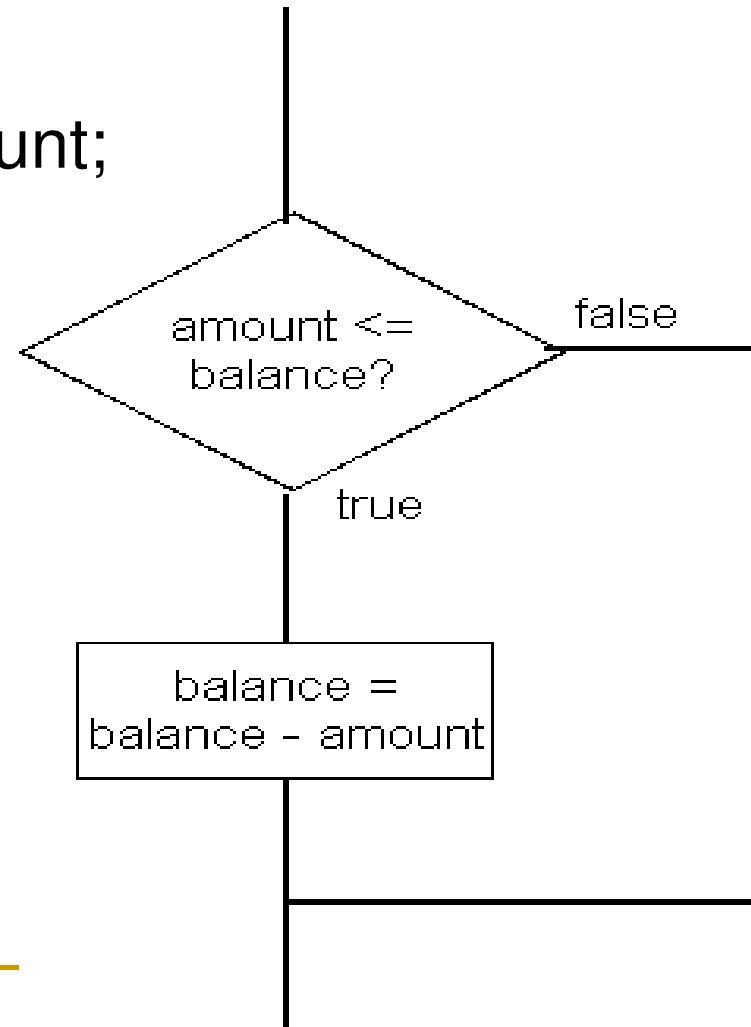 unt;
amount <=
balance?
false
true
balance =
balance - amount